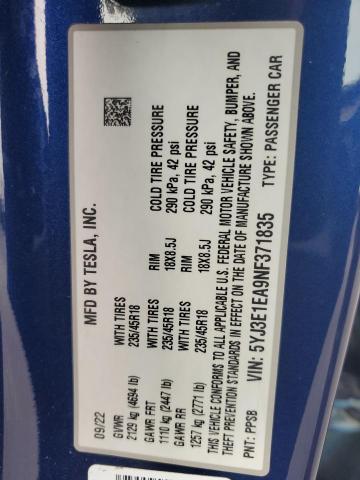 MFD BY TESLA, INC.
09/22
GVWR
2129 kg (4694 lb)
GAWR FRT WITH TIRES RIM COLD TIRE PRESSURE
1110 kg (2447 lb) 235/45R18 18X8.5J 290 kPa, 42 psi
GAWR RR WITH TIRES RIM COLD TIRE PRESSURE
1257 kg (2771 lb) 235/45R18 18X8.5J 290 kPa, 42 psi
THIS VEHICLE CONFORMS TO ALL APPLICABLE U.S. FEDERAL MOTOR VEHICLE SAFETY, BUMPER, AND
THEFT PREVENTION STANDARDS IN EFFECT ON THE DATE OF MANUFACTURE SHOWN ABOVE.
PNT: PPSB VIN: 5YJ3E1EA9NF371835 TYPE: PASSENGER CAR